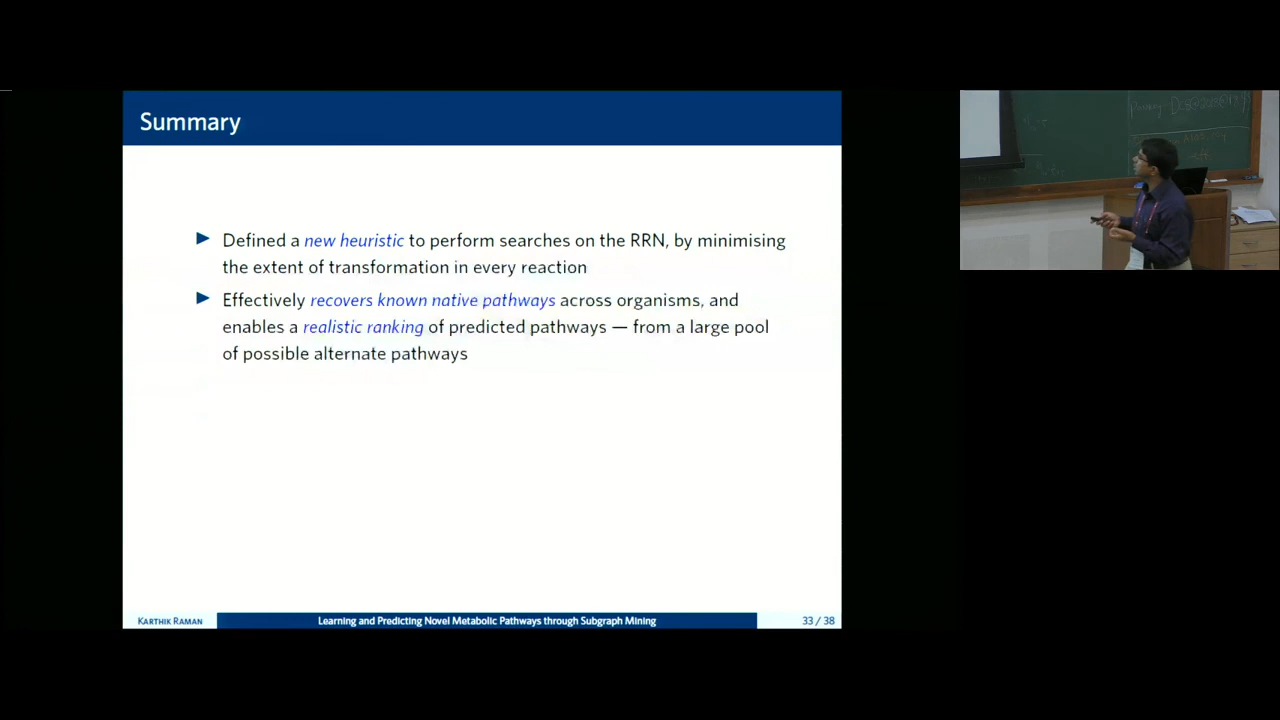 Summary
▶ Defined a new heuristic to perform searches on the RRN, by minimising
the extent of transformation in every reaction
▶ Effectively recovers known native pathways across organisms, and
enables a realistic ranking of predicted pathways — from a large pool
of possible alternate pathways
KARTHIK RAMAN
Learning and Predicting Novel Metabolic Pathways through Subgraph Mining
33 / 38